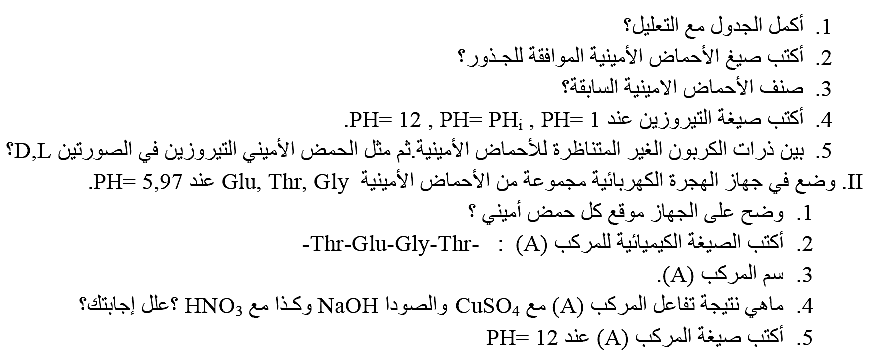 1. أكمل الجدول مع التعليل؟
2. أكتب صيغ الأحماض الأمينية الموافقة للجذور؟
3. صنف الأحماض الامينية السابقة؟
4. أكتب صيغة التيروزين عند PH= 12 , PH= PHi , PH= 1.
5. بين ذرات الكربون الغير المتناظرة للأحماض الأمينية.ثم مثل الحمض الأميني التيروزين في الصورتين D,L؟
II. وضع في جهاز الهجرة الكهربائية مجموعة من الأحماض الأمينية Glu, Thr, Gly عند PH= 5,97.
1. وضح على الجهاز موقع كل حمض أميني ؟
2. أكتب الصيغة الكيميائية للمركب (A) : -Thr-Glu-Gly-Thr-
3. سم المركب (A).
4. ماهي نتيجة تفاعل المركب (A) مع CuSO4 والصودا NaOH وكذا مع HNO3 ؟علل إجابتك؟
5. أكتب صيغة المركب (A) عند PH= 12